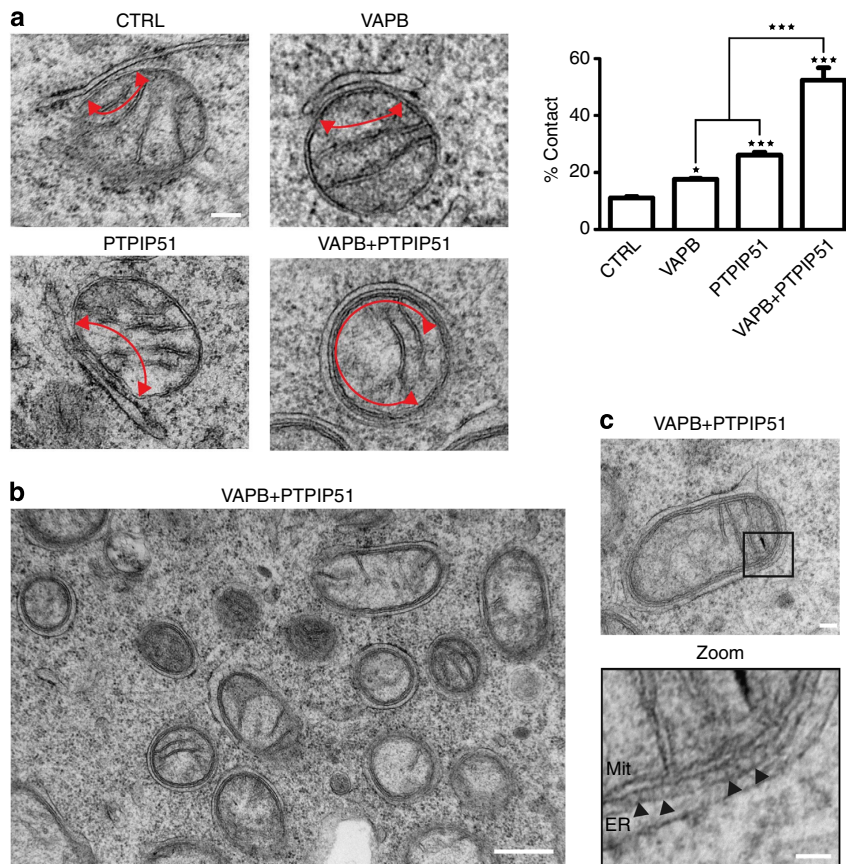 a
CTRL
VAPB
PTPIP51
VAPB+PTPIP51
% Contact
60
40
20
0
★★★
★★★
★★★
★
CTRL
VAPB
PTPIP51
VAPB+PTPIP51
b
VAPB+PTPIP51
c
VAPB+PTPIP51
Zoom
Mit
ER